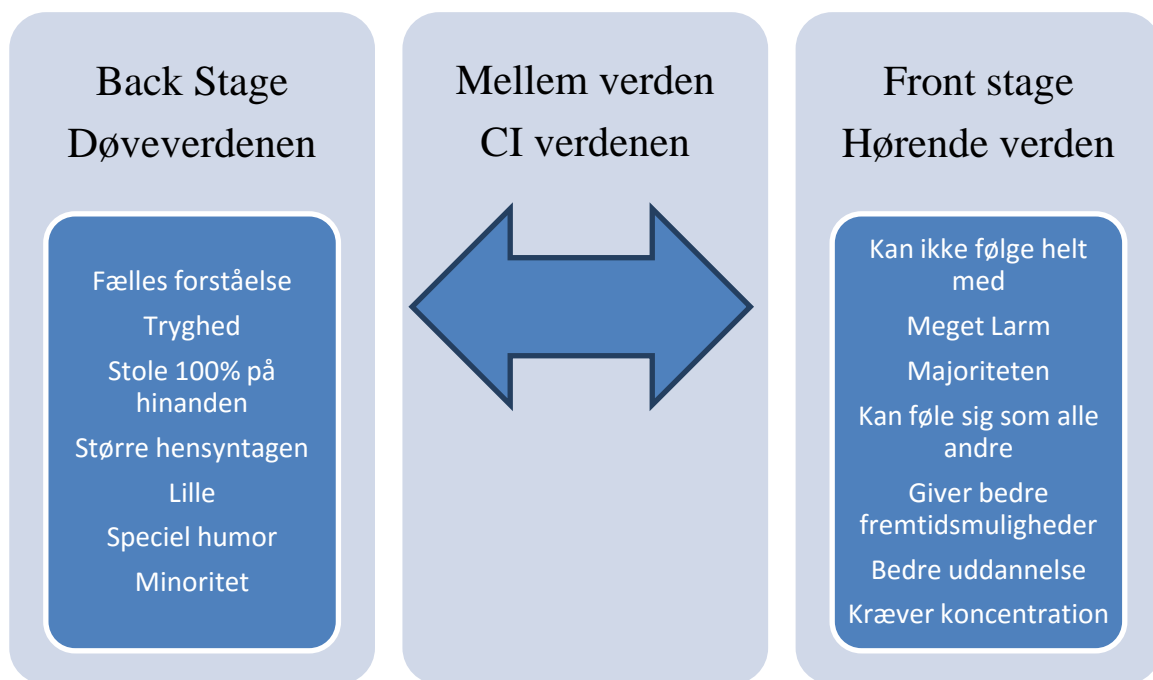 Back Stage
Døveverdenen
Fælles forståelse
Tryghed
Stole 100% på
hinanden
Større hensyntagen
Lille
Speciel humor
Minoritet
Mellem verden
CI verdenen
Front stage
Hørende verden
Kan ikke følge helt
med
Meget Larm
Majoriteten
Kan føle sig som alle
andre
Giver bedre
fremtidsmuligheder
Bedre uddannelse
Kræver koncentration